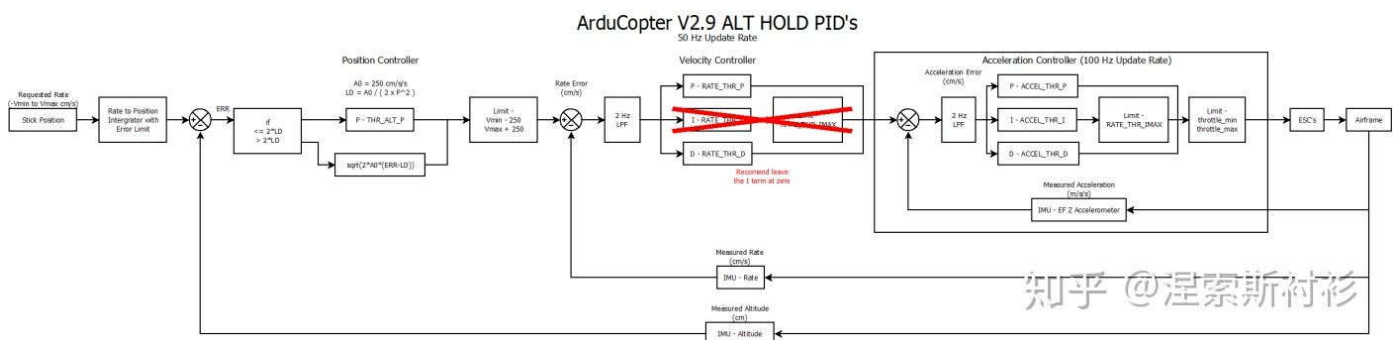 ArduCopter V2.9 ALT HOLD PID's
50 Hz Update Rate
Position Controller
Velocity Controller
Acceleration Controller (100 Hz Update Rate)
Requested Rate
(-Vmin to Vmax cm/s)
Stick Position
Rate to Position
Intergrator with
Error Limit
ERR
if
<= 2*LD
> 2*LD
A0 = 250 cm/s/s
LD = A0 / ( 2 x P^2 )
P - THR_ALT_P
sqrt(2*A0*(ERR-LD))
Limit -
Vmin - 250
Vmax + 250
Rate Error
(cm/s)
2 Hz
LPF
P - RATE_THR_P
I - RATE_THR_I
D - RATE_THR_D
RATE_THR_IMAX
Recomend leave
the I term at zero
Acceleration Error
(cm/s)
2 Hz
LPF
P - ACCEL_THR_P
I - ACCEL_THR_I
D - ACCEL_THR_D
Limit -
RATE_THR_IMAX
Limit -
throttle_min
throttle_max
ESC's
Airframe
Measured Acceleration
(m/s/s)
IMU - EF Z Accelerometer
Measured Rate
(cm/s)
IMU - Rate
Measured Altitude
(cm)
IMU - Altitude
知乎 @涅索斯衬衫